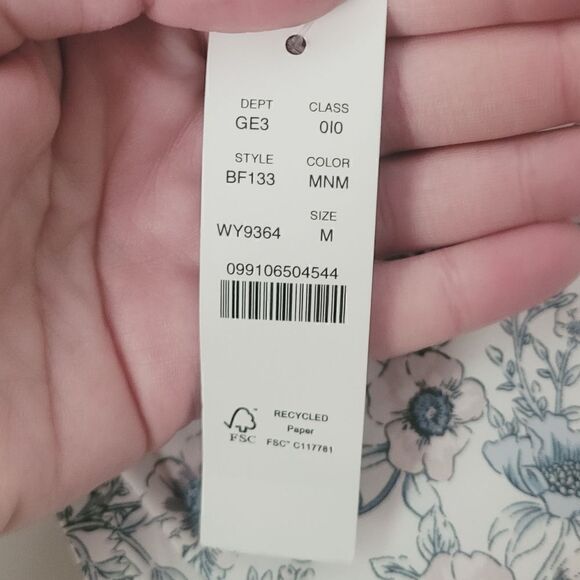 DEPT CLASS
GE3 0I0
STYLE COLOR
BF133 MNM
SIZE
WY9364 M
099106504544
RECYCLED
Paper
FSC™ C117781
FSC